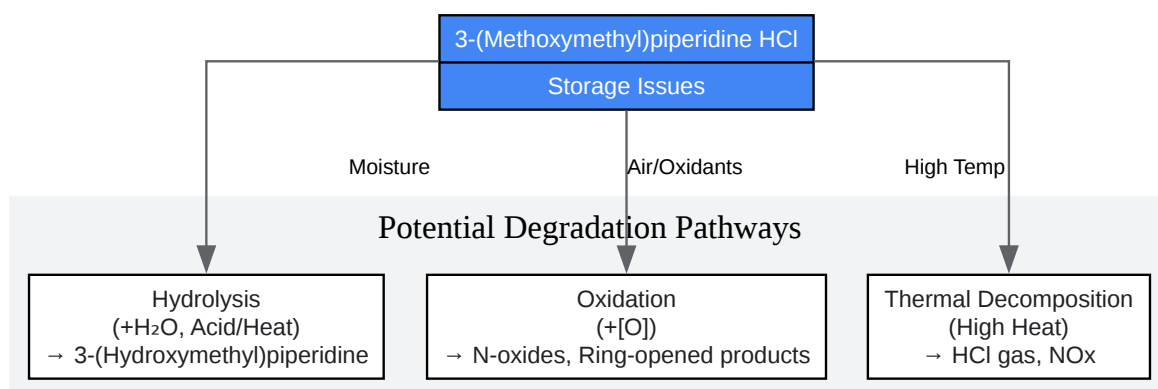 3-(Methoxymethyl)piperidine HCl
Storage Issues
Moisture
Air/Oxidants
High Temp
Potential Degradation Pathways
Hydrolysis
(+H₂O, Acid/Heat)
→ 3-(Hydroxymethyl)piperidine
Oxidation
(+[O])
→ N-oxides, Ring-opened products
Thermal Decomposition
(High Heat)
→ HCl gas, NOx